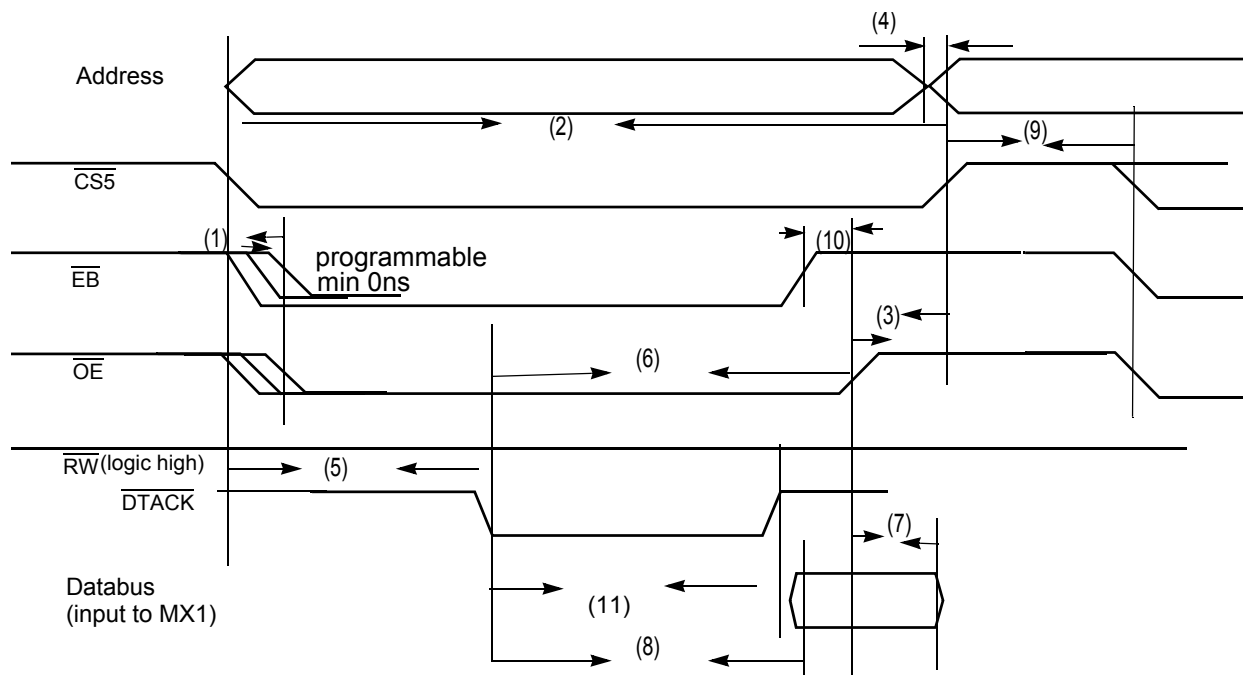 (4)
Address
(2)
(9)
CS5
(1)
(10)
programmable
min 0ns
EB
(3)
(6)
OE
RW(logic high)
(5)
DTACK
(7)
Databus
(input to MX1)
(11)
(8)